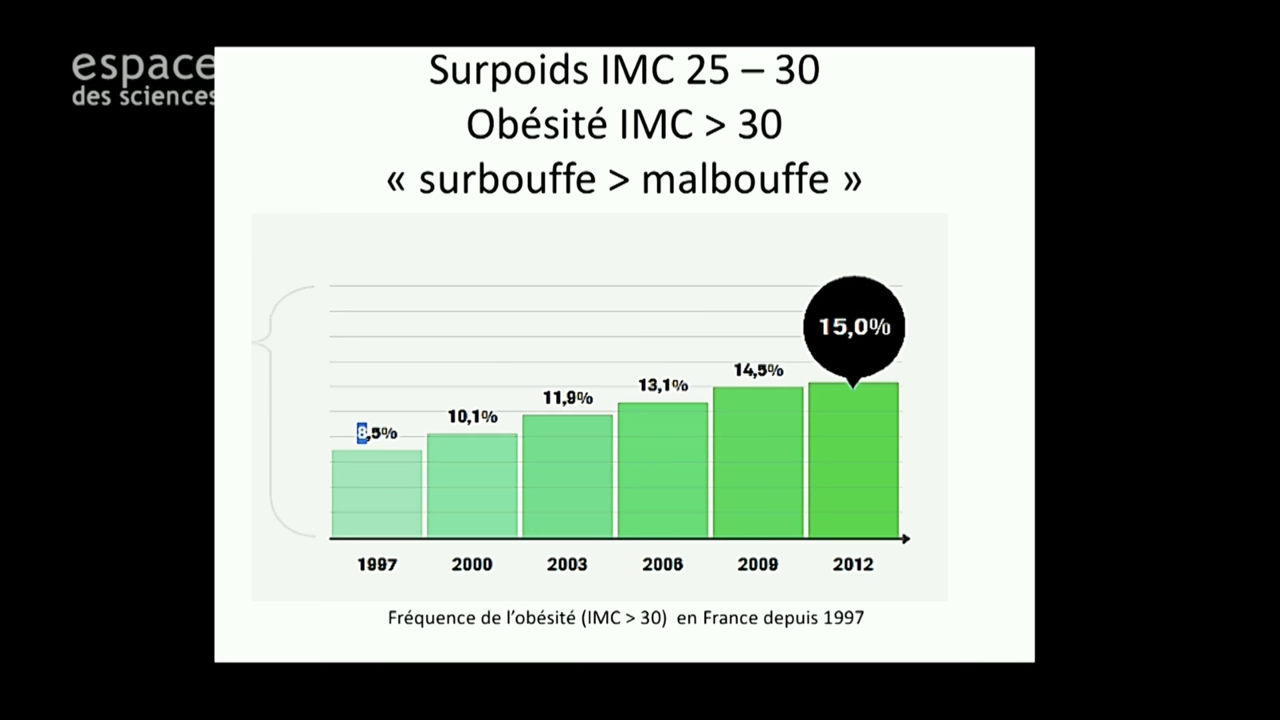 espace
des sciences
Surpoids IMC 25 – 30
Obésité IMC > 30
« surbouffe > malbouffe »
15,0%
14,5%
13,1%
11,9%
10,1%
8,5%
1997 2000 2003 2006 2009 2012
Fréquence de l'obésité (IMC > 30) en France depuis 1997